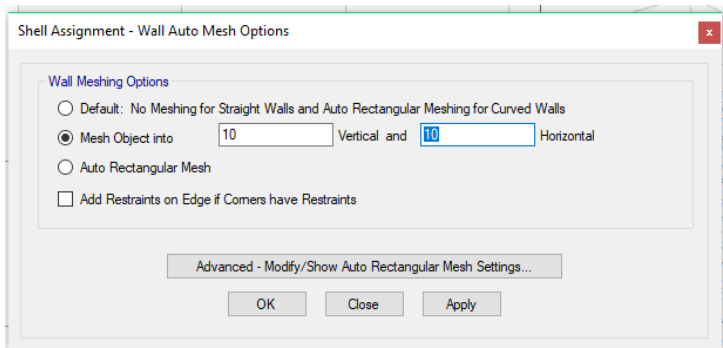 Shell Assignment - Wall Auto Mesh Options
x
Wall Meshing Options
Default: No Meshing for Straight Walls and Auto Rectangular Meshing for Curved Walls
Mesh Object into 10 Vertical and 10 Horizontal
Auto Rectangular Mesh
Add Restraints on Edge if Corners have Restraints
Advanced - Modify/Show Auto Rectangular Mesh Settings...
OK Close Apply